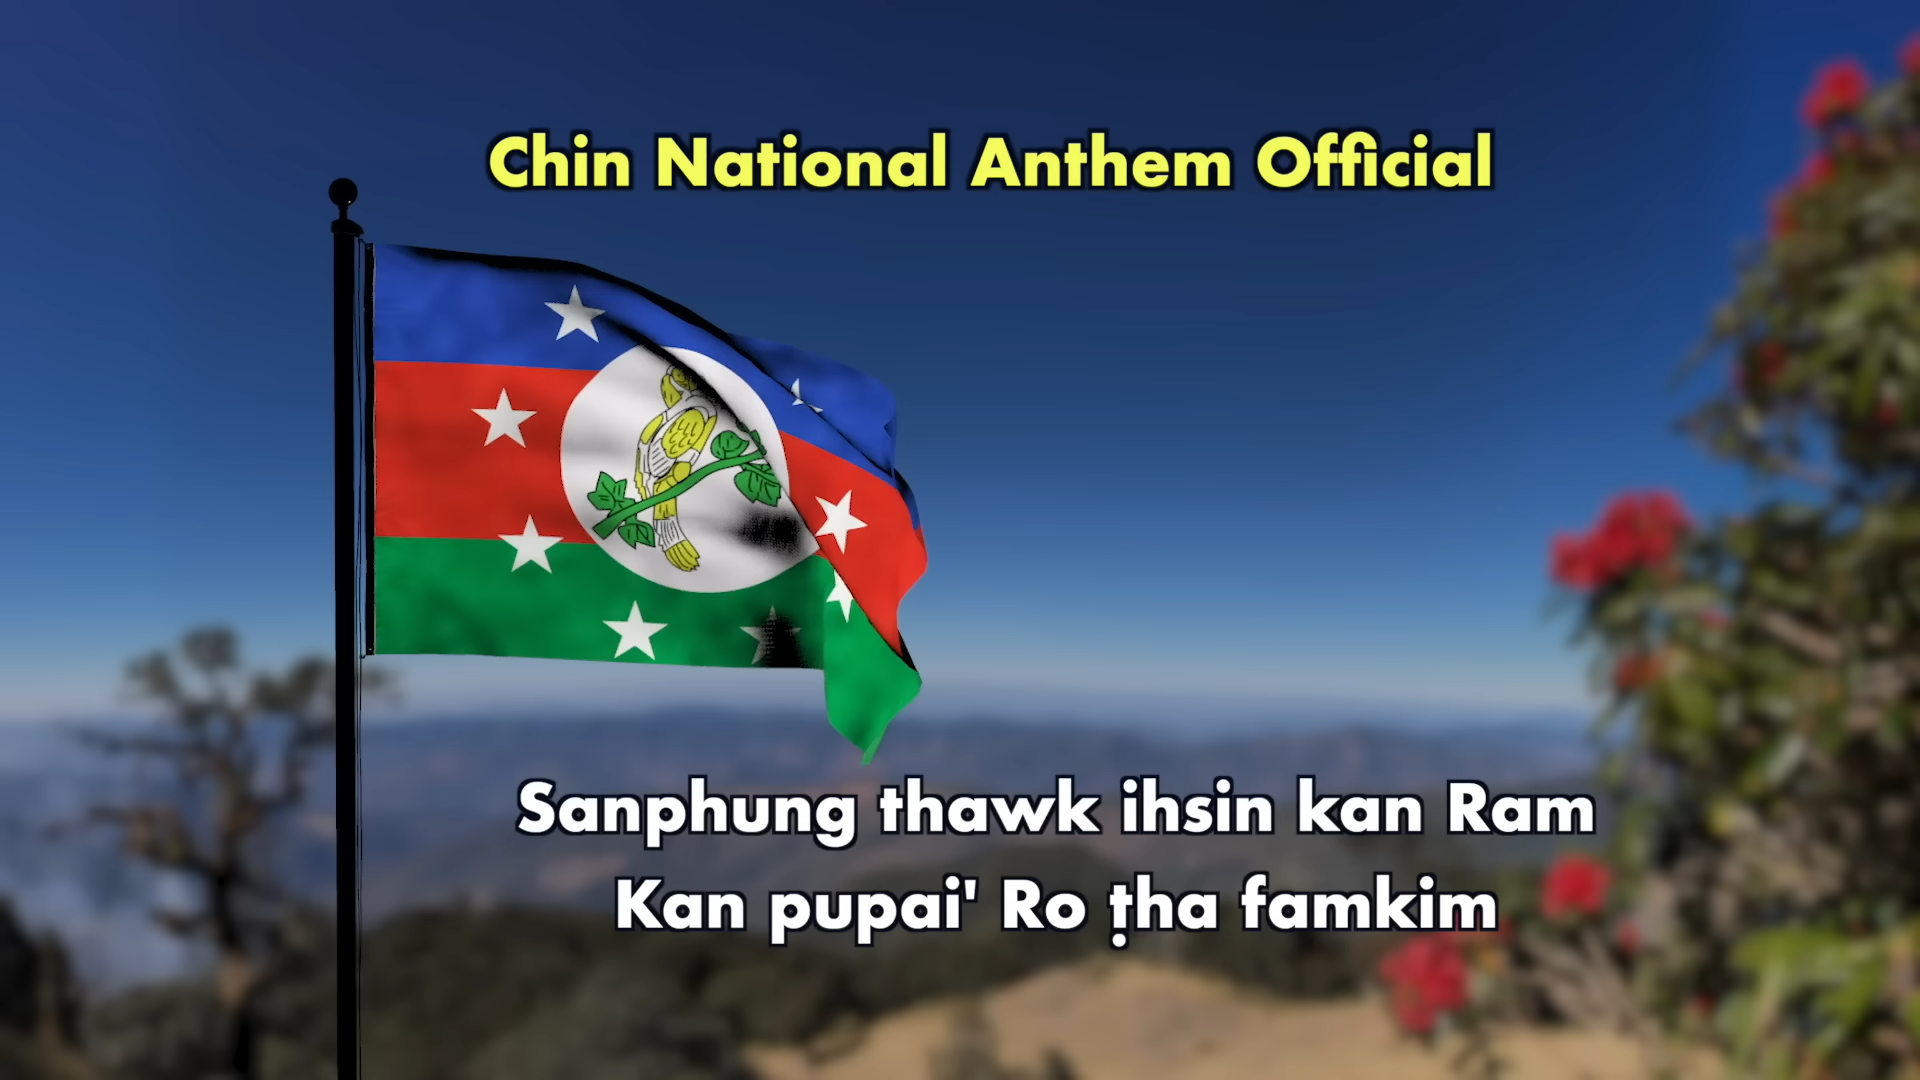 Chin National Anthem Official
Sanphung thawk ihsin kan Ram
Kan pupai' Ro ṭha famkim